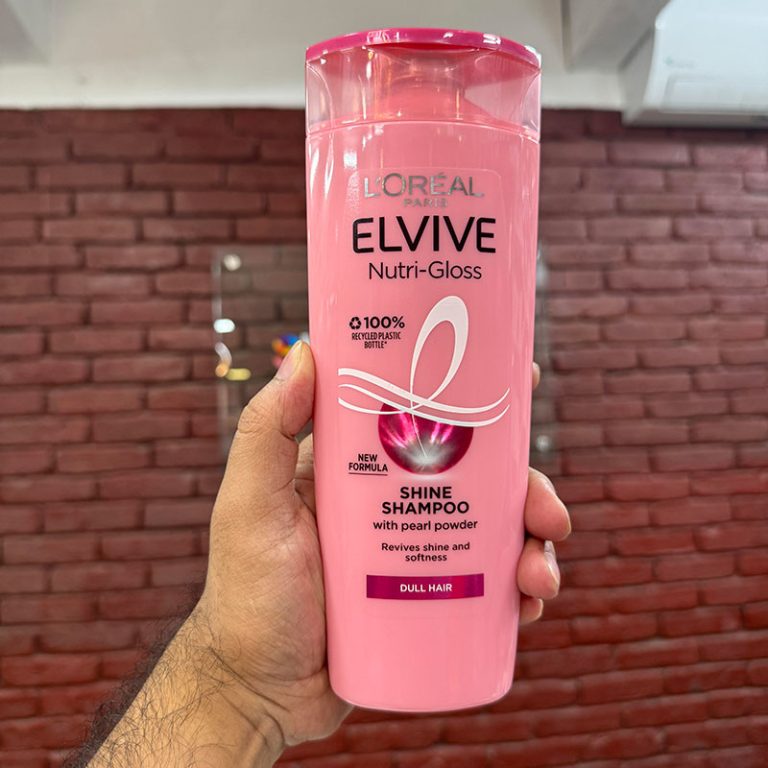 L'ORÉAL
PARIS
ELVIVE
Nutri-Gloss
100%
RECYCLED PLASTIC
BOTTLE*
NEW
FORMULA
SHINE
SHAMPOO
with pearl powder
Revives shine and
softness
DULL HAIR